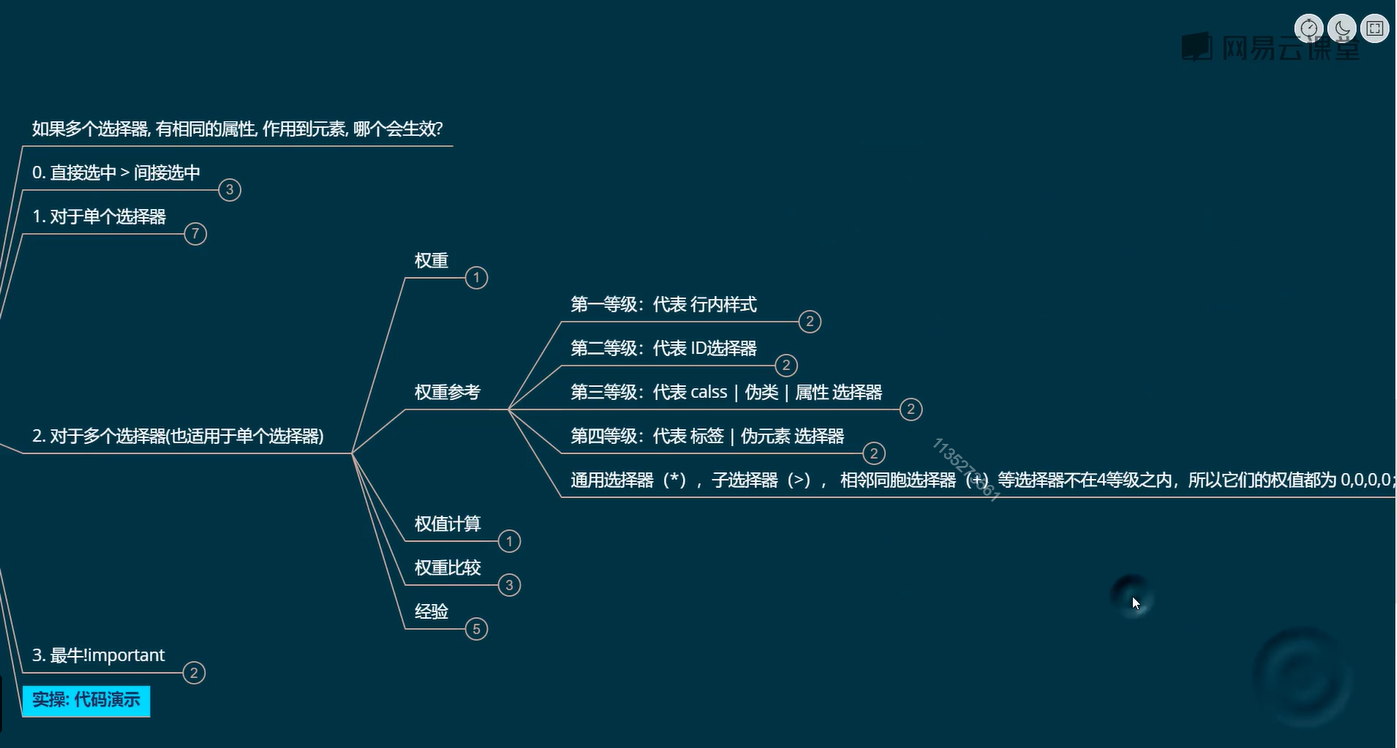 网易云课堂
如果多个选择器, 有相同的属性, 作用到元素, 哪个会生效?
0. 直接选中 > 间接选中
3
1. 对于单个选择器
7
2. 对于多个选择器(也适用于单个选择器)
权重
1
权重参考
第一等级：代表 行内样式
2
第二等级：代表 ID选择器
2
第三等级：代表 calss | 伪类 | 属性 选择器
2
第四等级：代表 标签 | 伪元素 选择器
2
通用选择器（*），子选择器（>）， 相邻同胞选择器（+）等选择器不在4等级之内，所以它们的权值都为 0,0,0,0;
权值计算
1
权重比较
3
经验
5
3. 最牛!important
2
实操: 代码演示